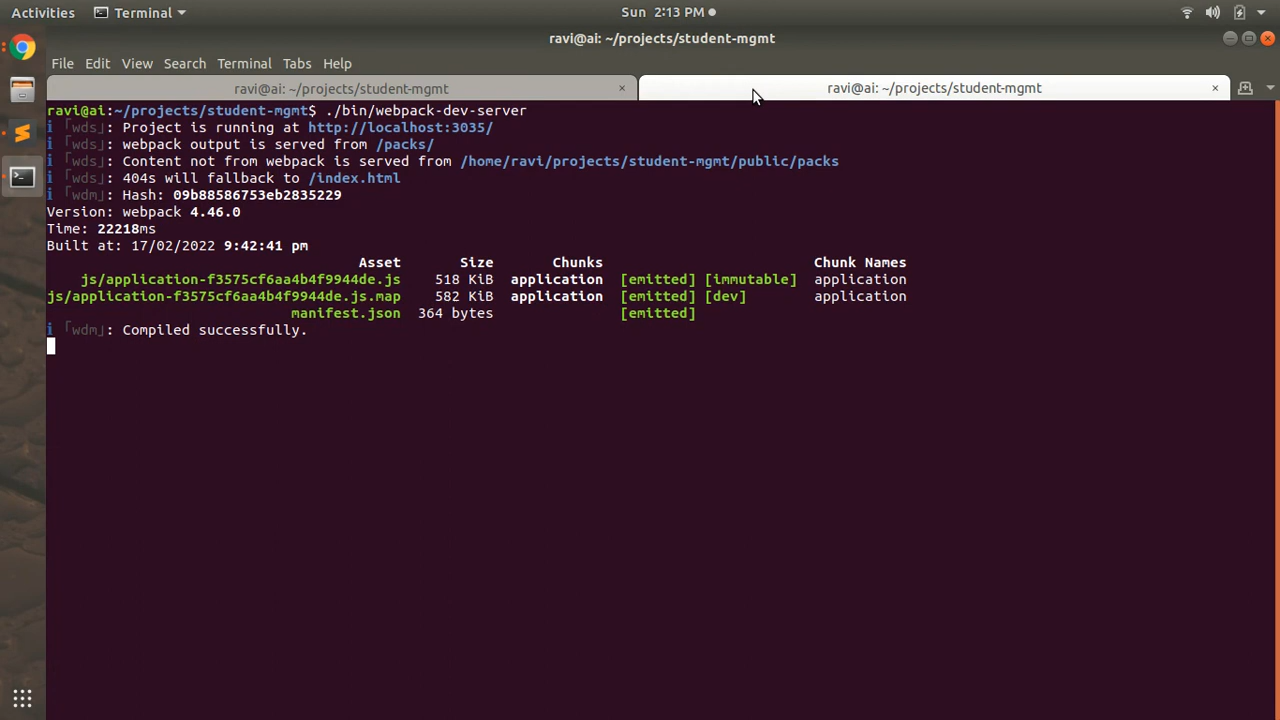 Activities Terminal Sun 2:13 PM
ravi@ai: ~/projects/student-mgmt
File Edit View Search Terminal Tabs Help
ravi@ai: ~/projects/student-mgmt × ravi@ai: ~/projects/student-mgmt ×
ravi@ai:~/projects/student-mgmt$ ./bin/webpack-dev-server
ℹ ｢wds｣: Project is running at http://localhost:3035/
ℹ ｢wds｣: webpack output is served from /packs/
ℹ ｢wds｣: Content not from webpack is served from /home/ravi/projects/student-mgmt/public/packs
ℹ ｢wds｣: 404s will fallback to /index.html
ℹ ｢wdm｣: Hash: 09b88586753eb2835229
Version: webpack 4.46.0
Time: 22218ms
Built at: 17/02/2022 9:42:41 pm
Asset Size Chunks Chunk Names
js/application-f3575cf6aa4b4f9944de.js 518 KiB application [emitted] [immutable] application
js/application-f3575cf6aa4b4f9944de.js.map 582 KiB application [emitted] [dev] application
manifest.json 364 bytes [emitted]
ℹ ｢wdm｣: Compiled successfully.